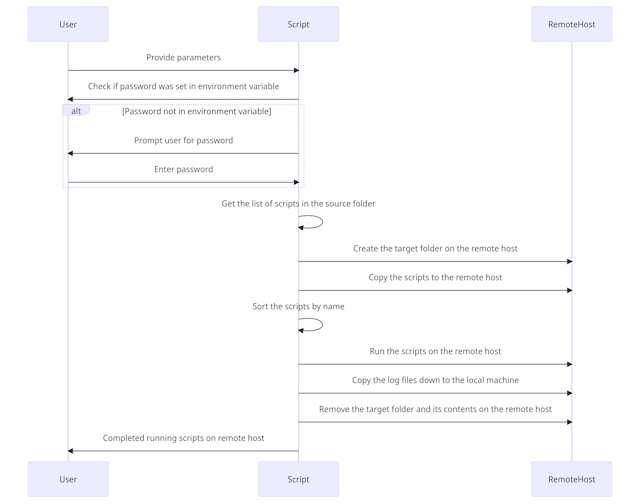 User
Script
RemoteHost
Provide parameters
Check if password was set in environment variable
alt
[Password not in environment variable]
Prompt user for password
Enter password
Get the list of scripts in the source folder
Create the target folder on the remote host
Copy the scripts to the remote host
Sort the scripts by name
Run the scripts on the remote host
Copy the log files down to the local machine
Remove the target folder and its contents on the remote host
Completed running scripts on remote host
User
Script
RemoteHost